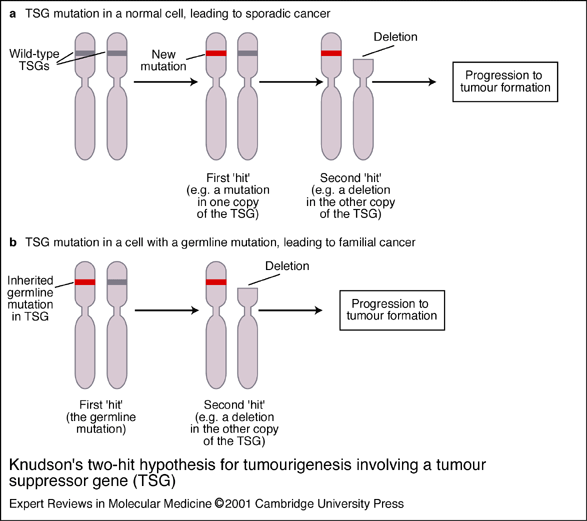 a TSG mutation in a normal cell, leading to sporadic cancer
Wild-type
TSGs
New
mutation
Deletion
Progression to
tumour formation
First 'hit'
(e.g. a mutation
in one copy
of the TSG)
Second 'hit'
(e.g. a deletion
in the other copy
of the TSG)
b TSG mutation in a cell with a germline mutation, leading to familial cancer
Inherited
germline
mutation
in TSG
Deletion
Progression to
tumour formation
First 'hit'
(the germline
mutation)
Second 'hit'
(e.g. a deletion
in the other copy
of the TSG)
Knudson's two-hit hypothesis for tumourigenesis involving a tumour
suppressor gene (TSG)
Expert Reviews in Molecular Medicine ©2001 Cambridge University Press